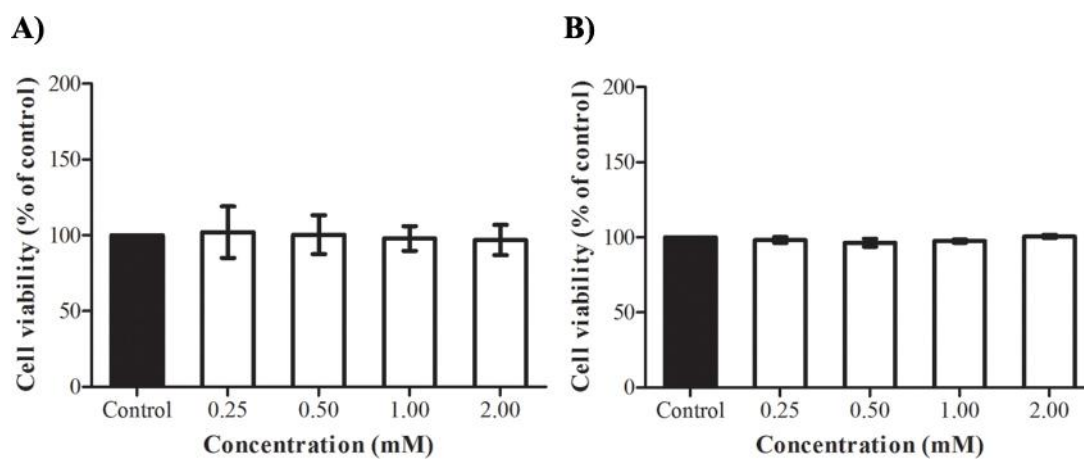 A)
Cell viability (% of control)
200
150
100
50
0
Control 0.25 0.50 1.00 2.00
Concentration (mM)
B)
Cell viability (% of control)
200
150
100
50
0
Control 0.25 0.50 1.00 2.00
Concentration (mM)